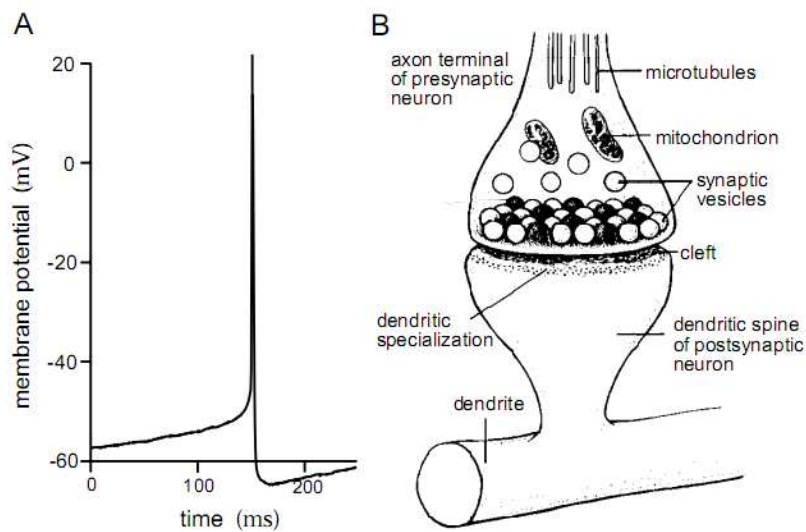 A
membrane potential (mV)
20
0
-20
-40
-60
0
100
200
time (ms)
B
axon terminal
of presynaptic
neuron
microtubules
mitochondrion
synaptic
vesicles
cleft
dendritic
specialization
dendritic spine
of postsynaptic
neuron
dendrite